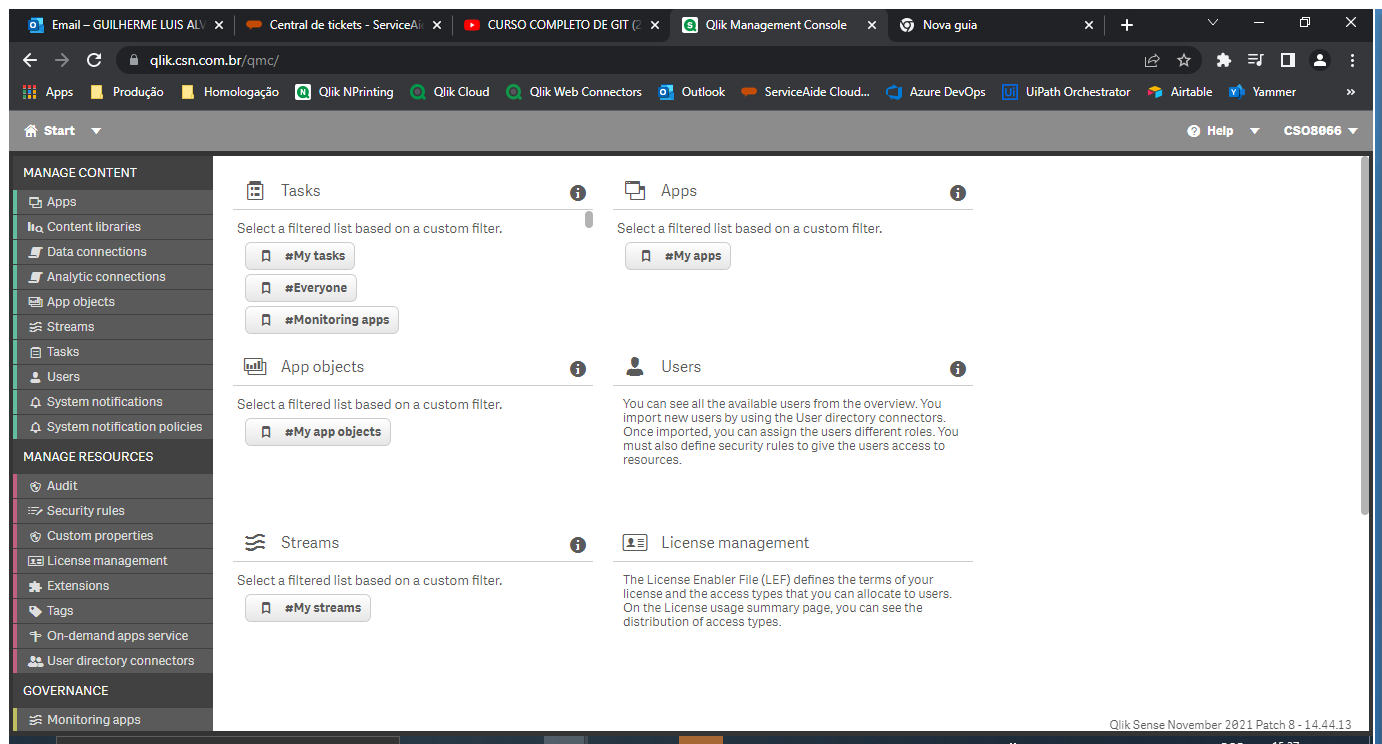 Email – GUILHERME LUIS ALV
Central de tickets - ServiceAid
CURSO COMPLETO DE GIT (2
Qlik Management Console
Nova guia
qlik.csn.com.br/qmc/
Apps
Produção
Homologação
Qlik NPrinting
Qlik Cloud
Qlik Web Connectors
Outlook
ServiceAide Cloud...
Azure DevOps
UiPath Orchestrator
Airtable
Yammer
»
Start
Help
CSO8066
MANAGE CONTENT
Apps
Content libraries
Data connections
Analytic connections
App objects
Streams
Tasks
Users
System notifications
System notification policies
MANAGE RESOURCES
Audit
Security rules
Custom properties
License management
Extensions
Tags
On-demand apps service
User directory connectors
GOVERNANCE
Monitoring apps
Tasks
Select a filtered list based on a custom filter.
#My tasks
#Everyone
#Monitoring apps
Apps
Select a filtered list based on a custom filter.
#My apps
App objects
Select a filtered list based on a custom filter.
#My app objects
Users
You can see all the available users from the overview. You
import new users by using the User directory connectors.
Once imported, you can assign the users different roles. You
must also define security rules to give the users access to
resources.
Streams
Select a filtered list based on a custom filter.
#My streams
License management
The License Enabler File (LEF) defines the terms of your
license and the access types that you can allocate to users.
On the License usage summary page, you can see the
distribution of access types.
Qlik Sense November 2021 Patch 8 - 14.44.13